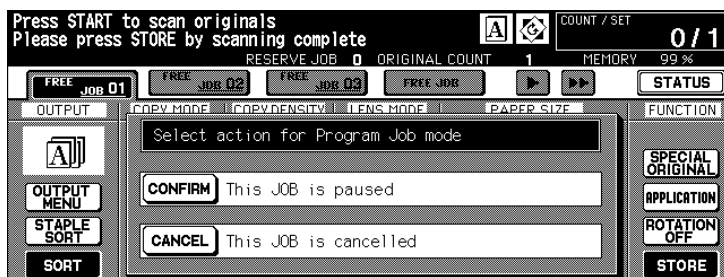 Press START to scan originals
Please press STORE by scanning complete
COUNT / SET
0/1
RESERVE JOB 0 ORIGINAL COUNT 1 MEMORY 99 %
FREE JOB 01
FREE JOB 02
FREE JOB 03
FREE JOB
STATUS
OUTPUT COPY MODE COPY DENSITY LENS MODE PAPER SIZE FUNCTION
Select action for Program Job mode
CONFIRM This JOB is paused
CANCEL This JOB is cancelled
A
OUTPUT
MENU
STAPLE
SORT
SORT
SPECIAL
ORIGINAL
APPLICATION
ROTATION
OFF
STORE